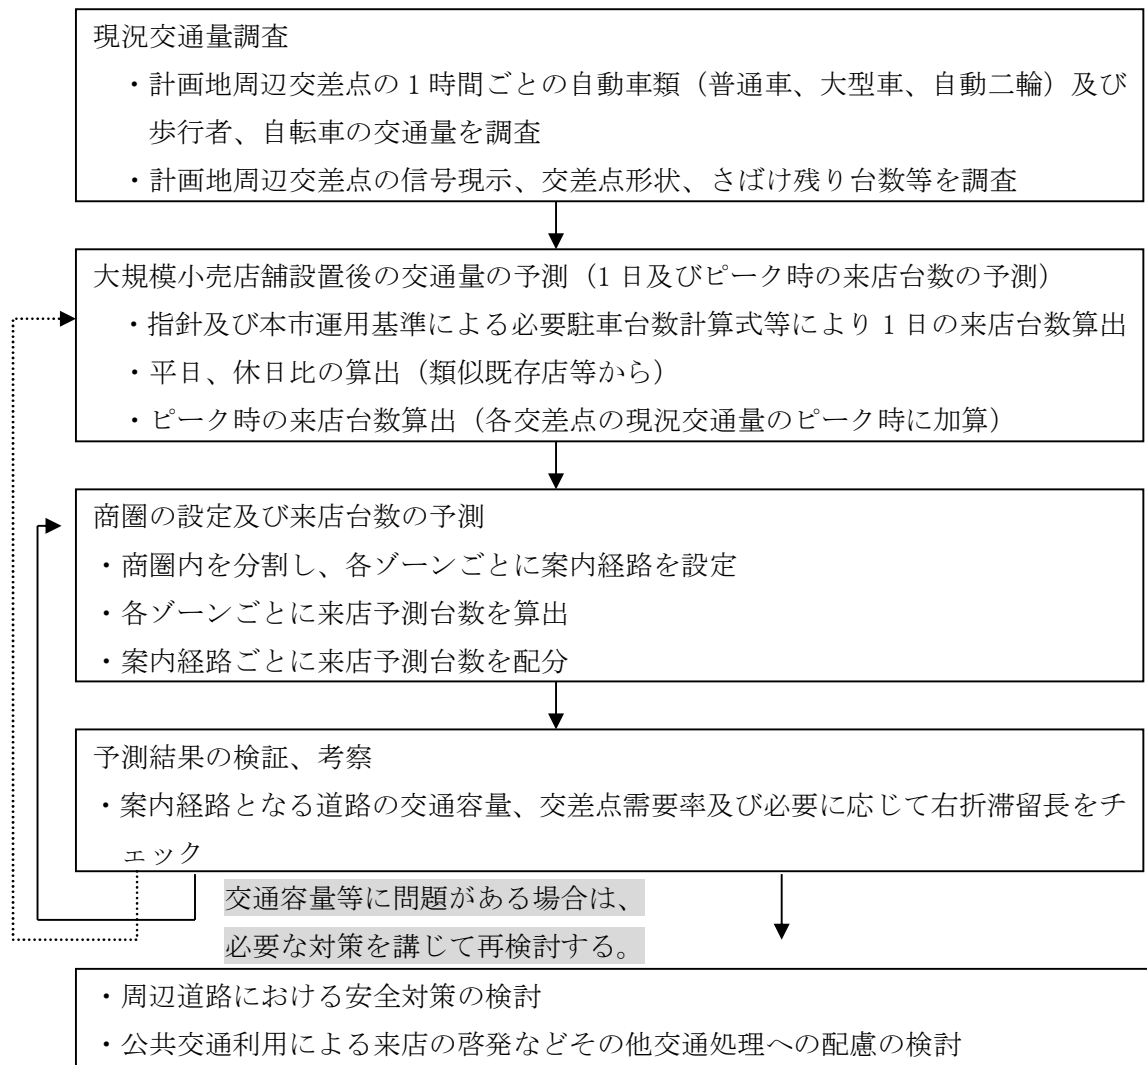 現況交通量調査
・計画地周辺交差点の1時間ごとの自動車類（普通車、大型車、自動二輪）及び
歩行者、自転車の交通量を調査
・計画地周辺交差点の信号現示、交差点形状、さばけ残り台数等を調査
大規模小売店舗設置後の交通量の予測（1日及びピーク時の来店台数の予測）
・指針及び本市運用基準による必要駐車台数計算式等により1日の来店台数算出
・平日、休日比の算出（類似既存店等から）
・ピーク時の来店台数算出（各交差点の現況交通量のピーク時に加算）
商圏の設定及び来店台数の予測
・商圏内を分割し、各ゾーンごとに案内経路を設定
・各ゾーンごとに来店予測台数を算出
・案内経路ごとに来店予測台数を配分
予測結果の検証、考察
・案内経路となる道路の交通容量、交差点需要率及び必要に応じて右折滞留長をチ
ェック
交通容量等に問題がある場合は、
必要な対策を講じて再検討する。
・周辺道路における安全対策の検討
・公共交通利用による来店の啓発などその他交通処理への配慮の検討